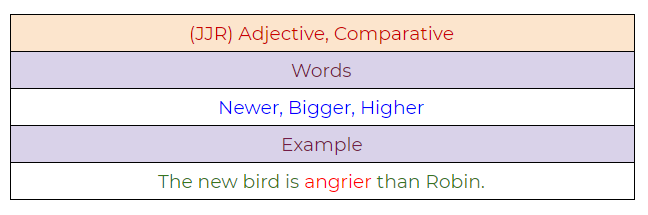 (JJR) Adjective, Comparative
Words
Newer, Bigger, Higher
Example
The new bird is angrier than Robin.